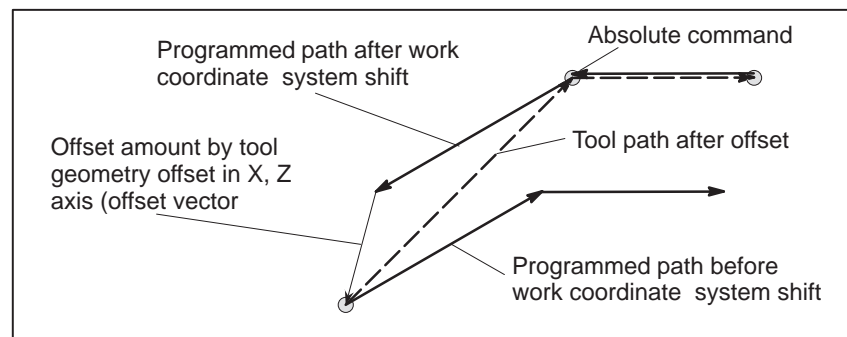 Programmed path after work
coordinate system shift
Absolute command
Offset amount by tool
geometry offset in X, Z
axis (offset vector
Tool path after offset
Programmed path before
work coordinate system shift